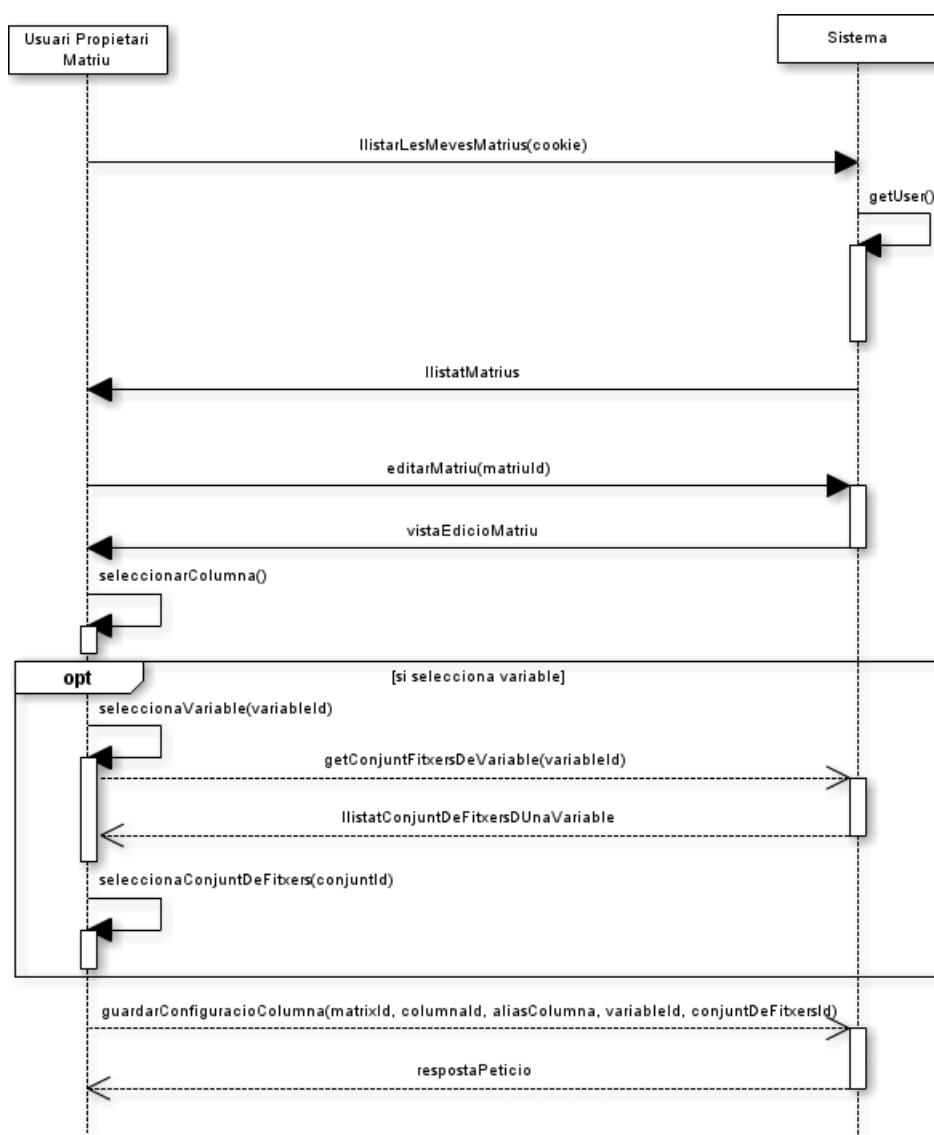 Usuari Propietari
Matriu
Sistema
llistarLesMevesMatrius(cookie)
getUser()
llistatMatrius
editarMatriu(matriuId)
vistaEdicioMatriu
seleccionarColumna()
opt
[si selecciona variable]
seleccionaVariable(variableId)
getConjuntFitxersDeVariable(variableId)
llistatConjuntDeFitxersDUnaVariable
seleccionaConjuntDeFitxers(conjuntId)
guardarConfiguracioColumna(matrixId, columnaId, aliasColumna, variableId, conjuntDeFitxersId)
respostaPeticio